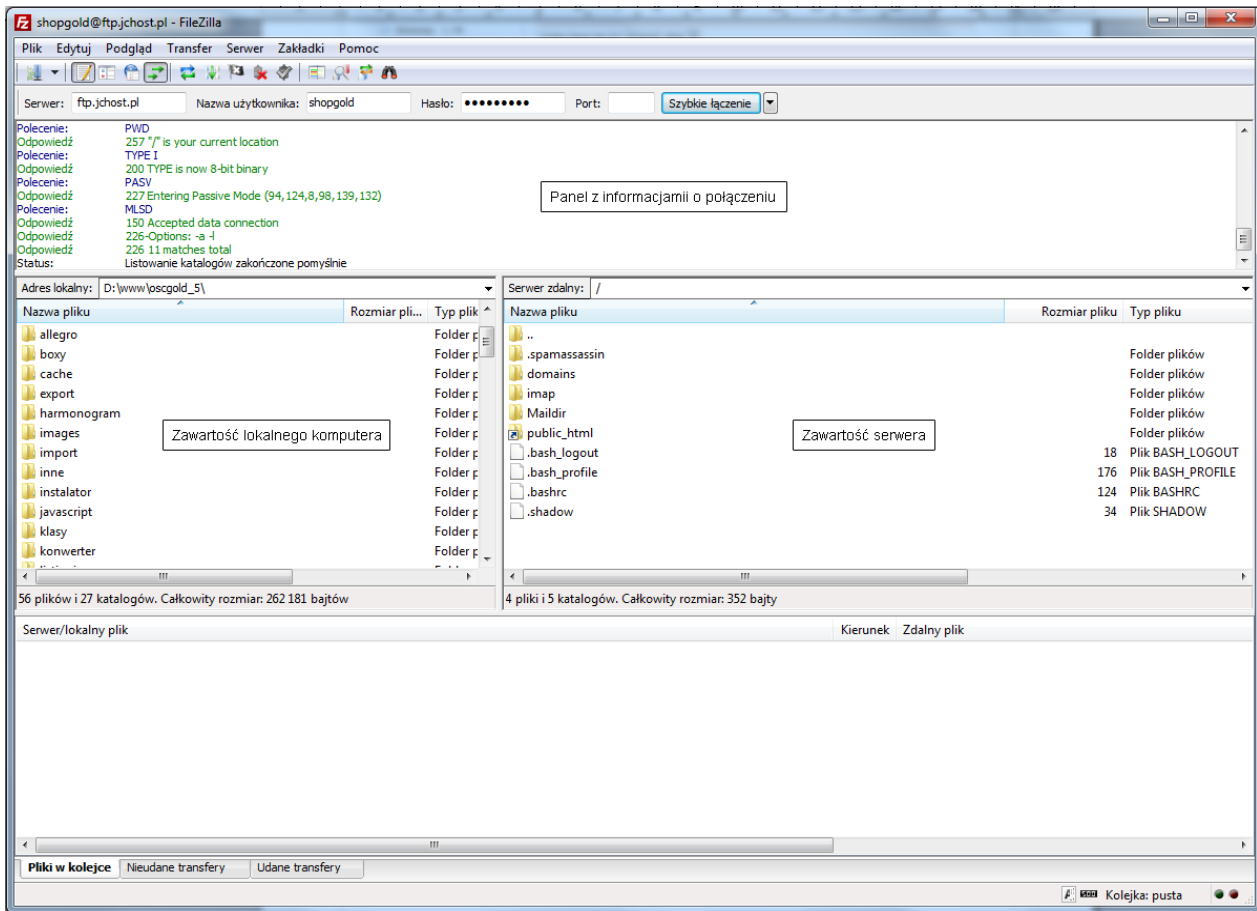 shopgold@ftp.jchost.pl - FileZilla
Plik Edytuj Podgląd Transfer Serwer Zakładki Pomoc
Serwer: ftp.jchost.pl Nazwa użytkownika: shopgold Hasło: ●●●●●●●●● Port: Szybkie łączenie
Polecenie: PWD
Odpowiedź 257 "/" is your current location
Polecenie: TYPE I
Odpowiedź 200 TYPE is now 8-bit binary
Polecenie: PASV
Odpowiedź 227 Entering Passive Mode (94,124,8,98,139,132)
Polecenie: MLSD
Odpowiedź 150 Accepted data connection
Odpowiedź 226-Options: -a -l
Odpowiedź 226 11 matches total
Status: Listowanie katalogów zakończone pomyślnie
Panel z informacjamii o połączeniu
Adres lokalny: D:\www\oscgold_5\
Nazwa pliku Rozmiar pli... Typ plik
allegro Folder p
boxy Folder p
cache Folder p
export Folder p
harmonogram Folder p
images Folder p
import Folder p
inne Folder p
instalator Folder p
javascript Folder p
klasy Folder p
konwerter Folder p
Zawartość lokalnego komputera
56 plików i 27 katalogów. Całkowity rozmiar: 262 181 bajtów
Serwer zdalny: /
Nazwa pliku Rozmiar pliku Typ pliku
..
.spamassassin Folder plików
domains Folder plików
imap Folder plików
Maildir Folder plików
public_html Folder plików
.bash_logout 18 Plik BASH_LOGOUT
.bash_profile 176 Plik BASH_PROFILE
.bashrc 124 Plik BASHRC
.shadow 34 Plik SHADOW
Zawartość serwera
4 pliki i 5 katalogów. Całkowity rozmiar: 352 bajty
Serwer/lokalny plik Kierunek Zdalny plik
Pliki w kolejce Nieudane transfery Udane transfery
Kolejka: pusta